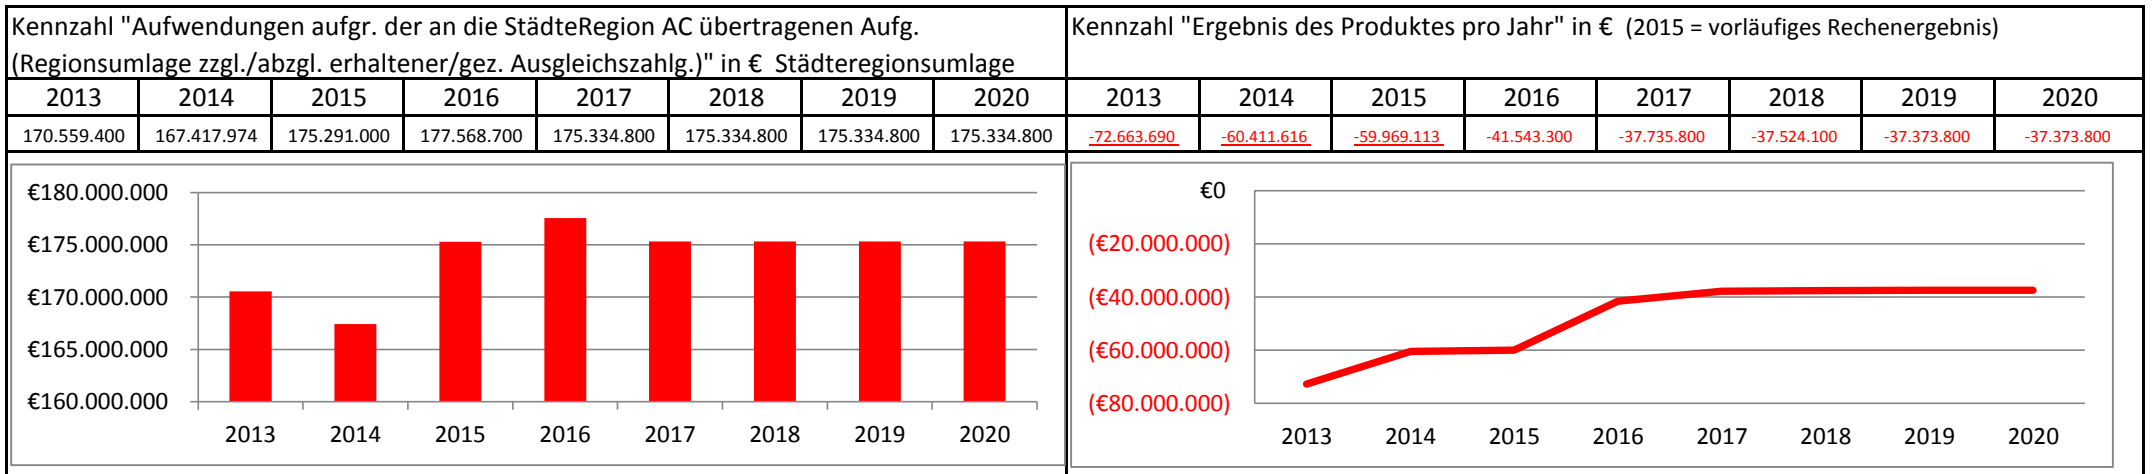 Kennzahl "Aufwendungen aufgr. der an die StädteRegion AC übertragenen Aufg.
(Regionsumlage zzgl./abzgl. erhaltener/gez. Ausgleichszahlg.)" in € Städteregionsumlage
2013 2014 2015 2016 2017 2018 2019 2020
170.559.400 167.417.974 175.291.000 177.568.700 175.334.800 175.334.800 175.334.800 175.334.800
€180.000.000
€175.000.000
€170.000.000
€165.000.000
€160.000.000
2013 2014 2015 2016 2017 2018 2019 2020
Kennzahl "Ergebnis des Produktes pro Jahr" in € (2015 = vorläufiges Rechenergebnis)
2013 2014 2015 2016 2017 2018 2019 2020
-72.663.690 -60.411.616 -59.969.113 -41.543.300 -37.735.800 -37.524.100 -37.373.800 -37.373.800
€0
(€20.000.000)
(€40.000.000)
(€60.000.000)
(€80.000.000)
2013 2014 2015 2016 2017 2018 2019 2020